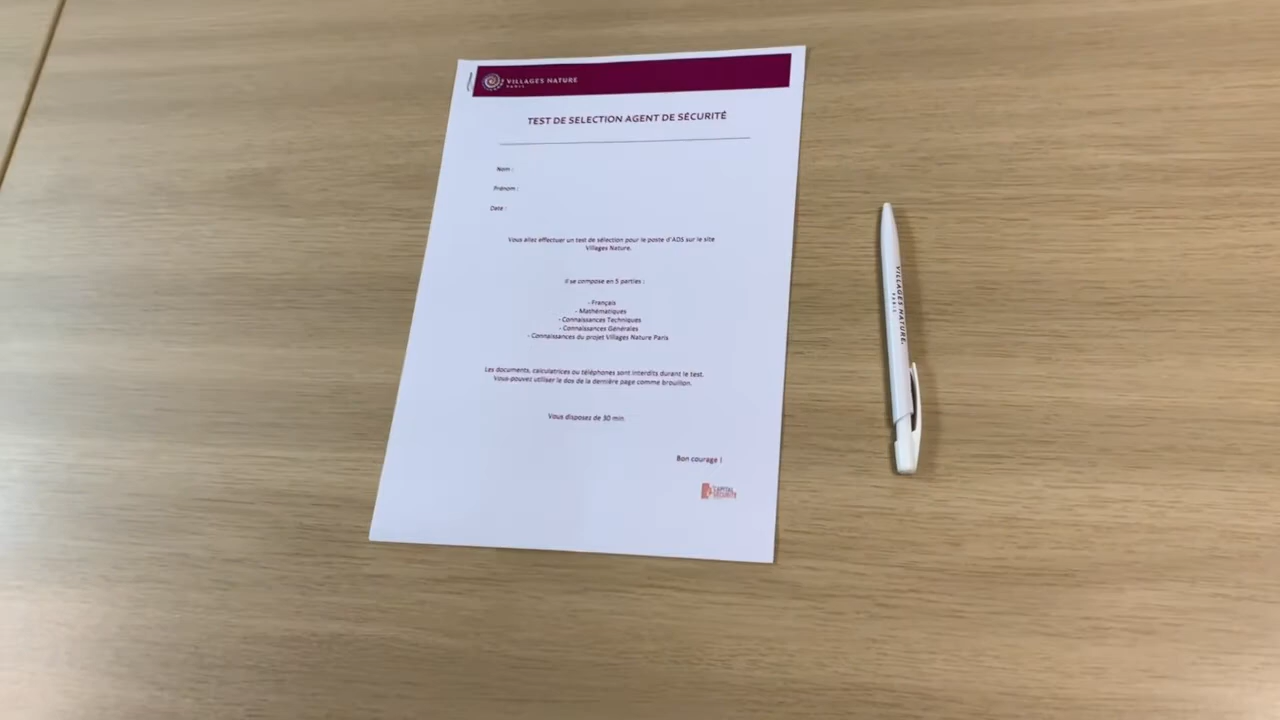 VILLAGES NATURE
PARIS
TEST DE SELECTION AGENT DE SÉCURITÉ
Nom :
Prénom :
Date :
Vous allez effectuer un test de sélection pour le poste d'ADS sur le site
Villages Nature.
Il se compose en 5 parties :
- Français
- Mathématiques
- Connaissances Techniques
- Connaissances Générales
- Connaissances du projet Villages Nature Paris
Les documents, calculatrices ou téléphones sont interdits durant le test.
Vous pouvez utiliser le dos de la dernière page comme brouillon.
Vous disposez de 30 min.
Bon courage !
CAPITAL
SÉCURITÉ
VILLAGES NATURE.
PARIS